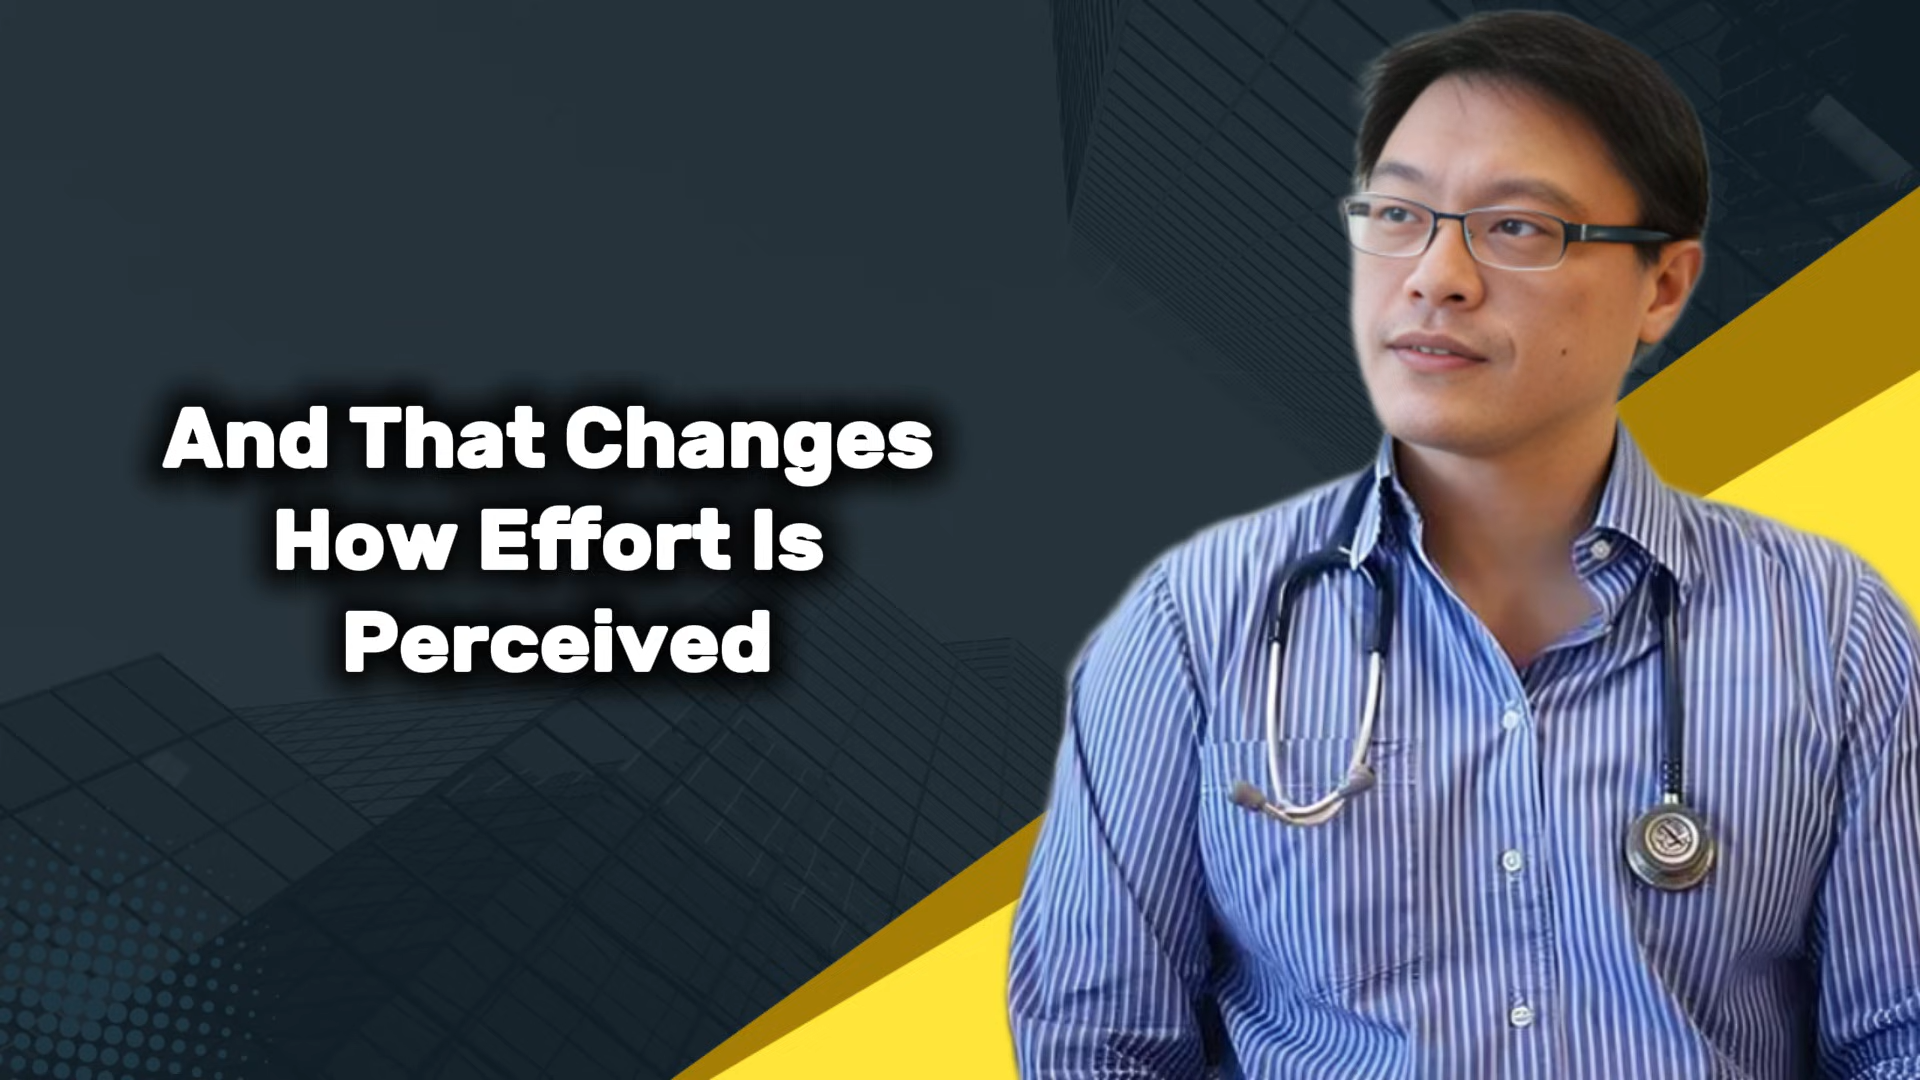 And That Changes
How Effort Is
Perceived